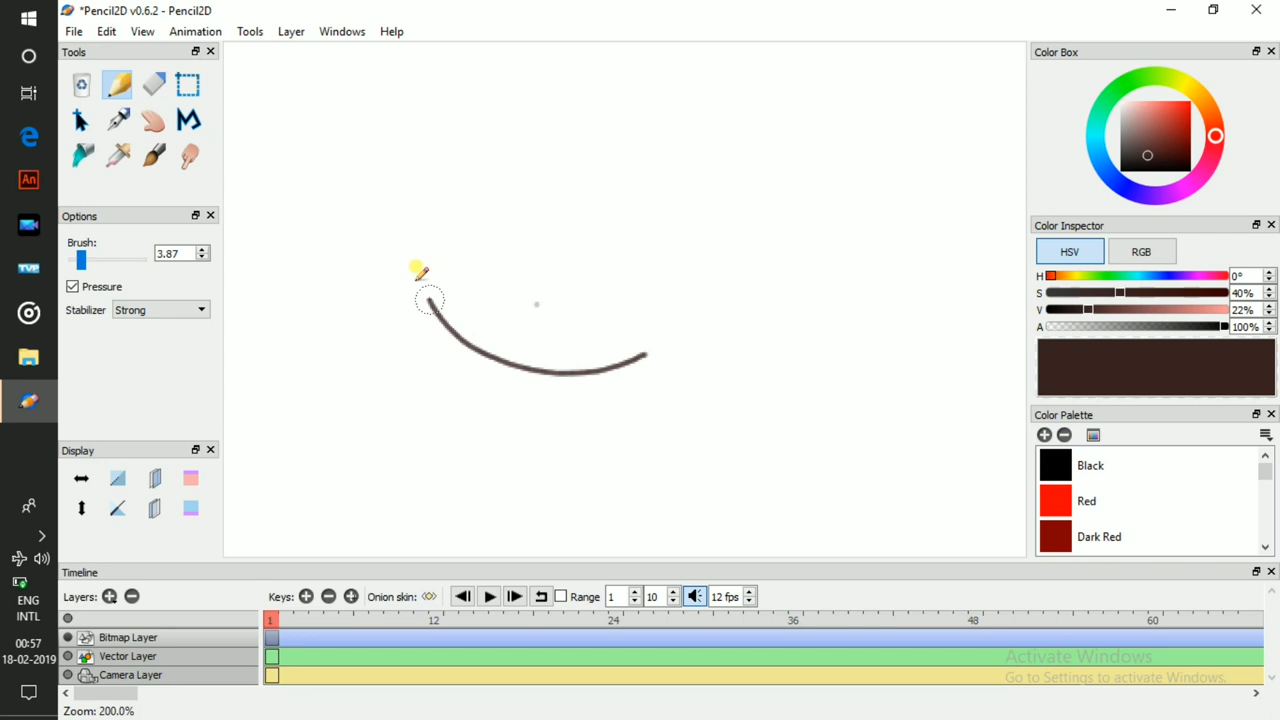 *Pencil2D v0.6.2 - Pencil2D
File Edit View Animation Tools Layer Windows Help
Tools
Options
Brush:
3.87
Pressure
Stabilizer Strong
Display
Color Box
Color Inspector
HSV RGB
H 0°
S 40%
V 22%
A 100%
Color Palette
Black
Red
Dark Red
An
TVP
ENG
INTL
00:57
18-02-2019
Timeline
Layers: Keys: Onion skin: Range 1 10 12 fps
1 12 24 36 48 60
Bitmap Layer
Vector Layer
Camera Layer
Activate Windows
Go to Settings to activate Windows.
Zoom: 200.0%